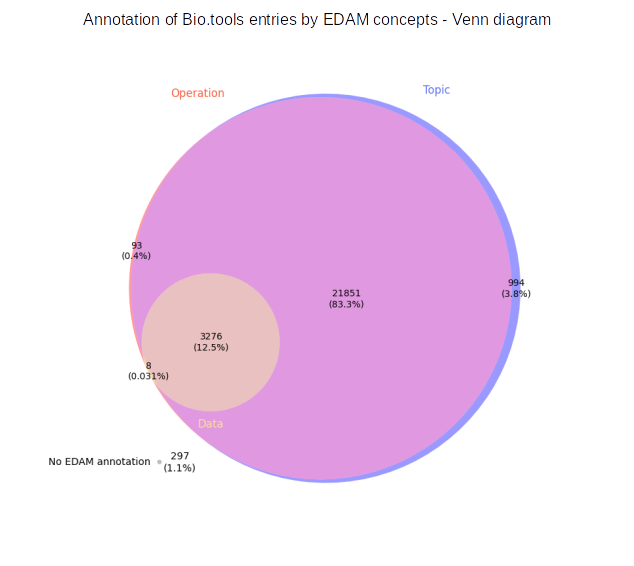 Annotation of Bio.tools entries by EDAM concepts - Venn diagram
Operation
Topic
93
(0.4%)
994
(3.8%)
21851
(83.3%)
3276
(12.5%)
8
(0.031%)
Data
No EDAM annotation
297
(1.1%)